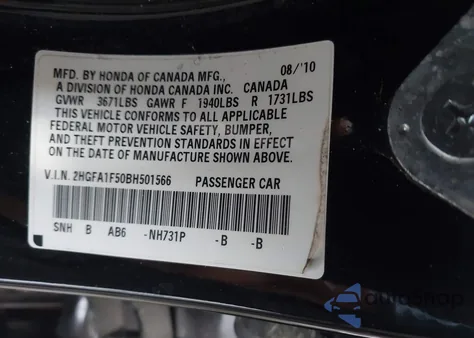 MFD. BY HONDA OF CANADA MFG., 08/'10
A DIVISION OF HONDA CANADA INC. CANADA
GVWR 3671LBS GAWR F 1940LBS R 1731LBS
THIS VEHICLE CONFORMS TO ALL APPLICABLE
FEDERAL MOTOR VEHICLE SAFETY, BUMPER,
AND THEFT PREVENTION STANDARDS IN EFFECT
ON THE DATE OF MANUFACTURE SHOWN ABOVE.
V.I.N. 2HGFA1F50BH501566 PASSENGER CAR
SNH B AB6 -NH731P -B -B
autoshop